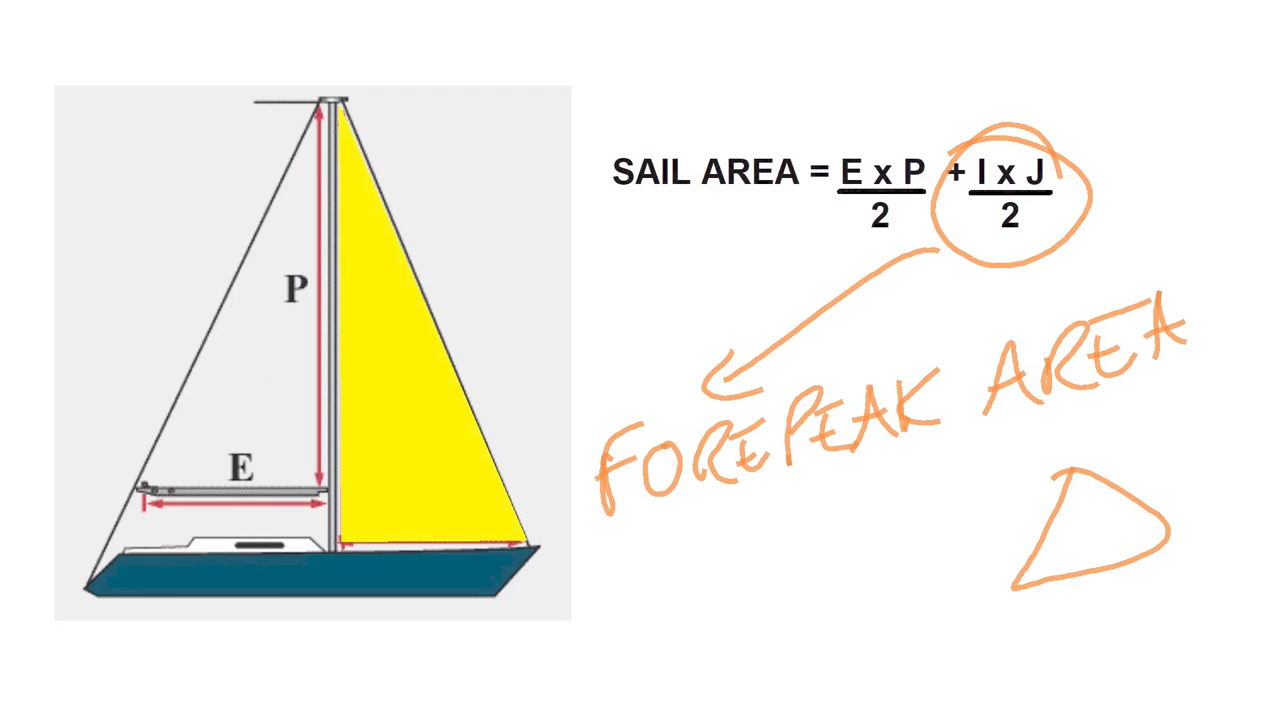 P
E
SAIL AREA = E x P + I x J
2 2
FOREPEAK AREA